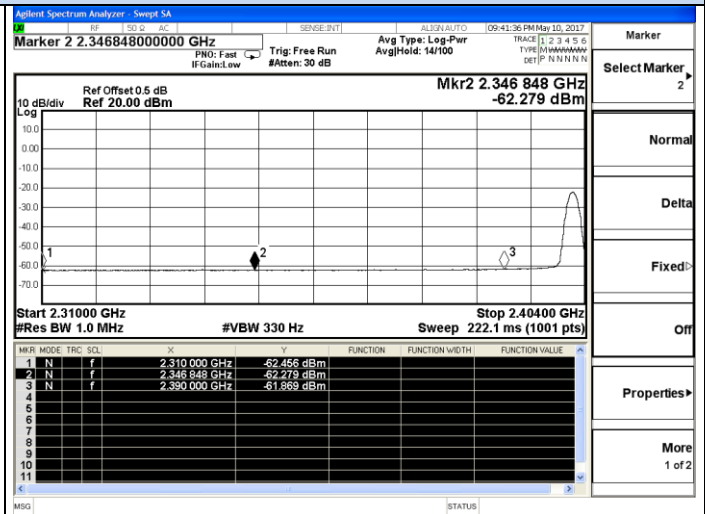 Agilent Spectrum Analyzer - Swept SA
RF 50 Ω AC SENSE:INT ALIGN AUTO 09:41:36 PM May 10, 2017
Marker 2 2.346848000000 GHz
PNO: Fast
IFGain:Low
Trig: Free Run
#Atten: 30 dB
Avg Type: Log-Pwr
Avg|Hold: 14/100
TRACE 1 2 3 4 5 6
TYPE M WWWWW
DET P N N N N N
Ref Offset 0.5 dB
10 dB/div Ref 20.00 dBm
Log
Mkr2 2.346 848 GHz
-62.279 dBm
10.0
0.00
-10.0
-20.0
-30.0
-40.0
-50.0
-60.0
-70.0
1
2
3
Start 2.31000 GHz Stop 2.40400 GHz
#Res BW 1.0 MHz #VBW 330 Hz Sweep 222.1 ms (1001 pts)
MKR MODE TRC SCL X Y FUNCTION FUNCTION WIDTH FUNCTION VALUE
1 N f 2.310 000 GHz -62.456 dBm
2 N f 2.346 848 GHz -62.279 dBm
3 N f 2.390 000 GHz -61.869 dBm
4
5
6
7
8
9
10
11
MSG STATUS
Marker
Select Marker
2
Normal
Delta
Fixed
Off
Properties
More
1 of 2